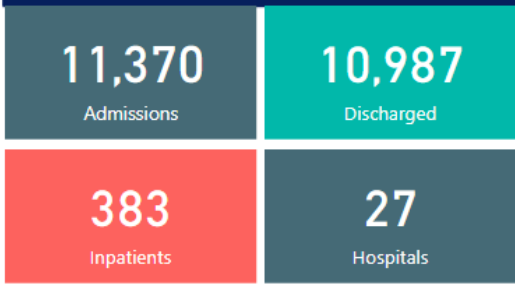 11,370
Admissions
10,987
Discharged
383
Inpatients
27
Hospitals